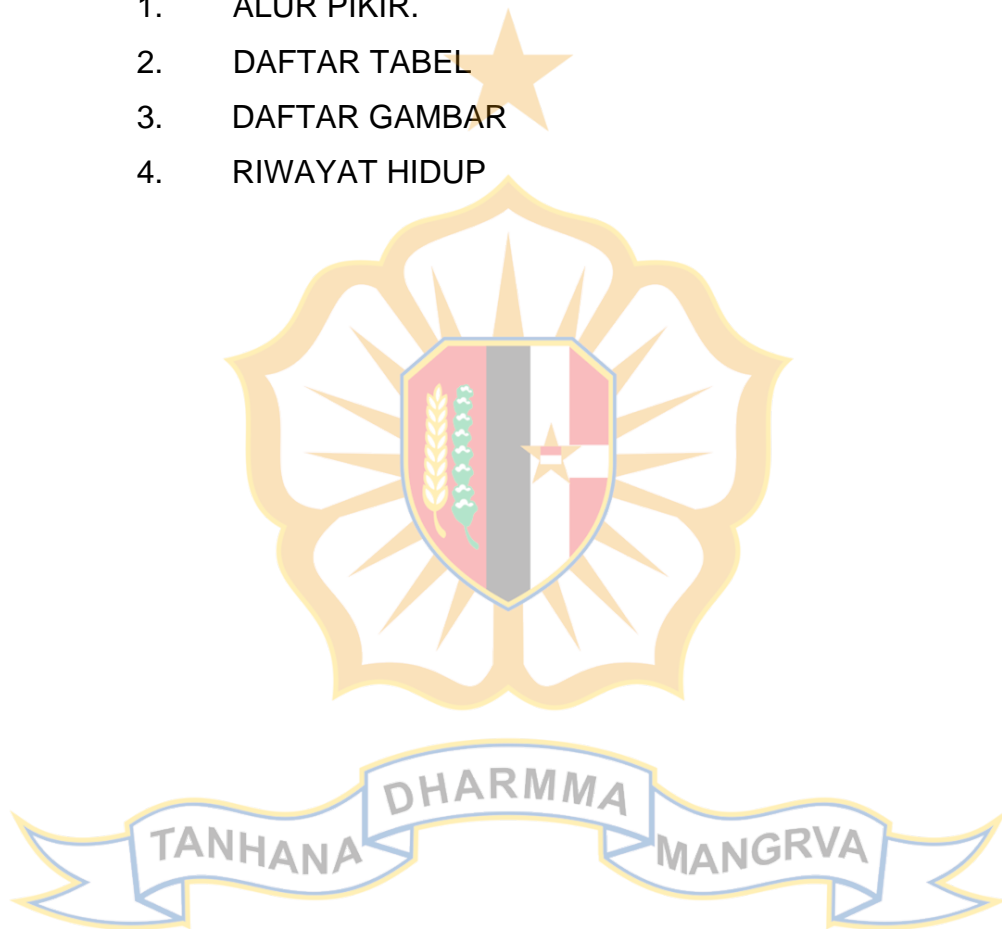 1. ALUR PIKIR.
2. DAFTAR TABEL
3. DAFTAR GAMBAR
4. RIWAYAT HIDUP
TANHANA DHARMMA MANGRVA